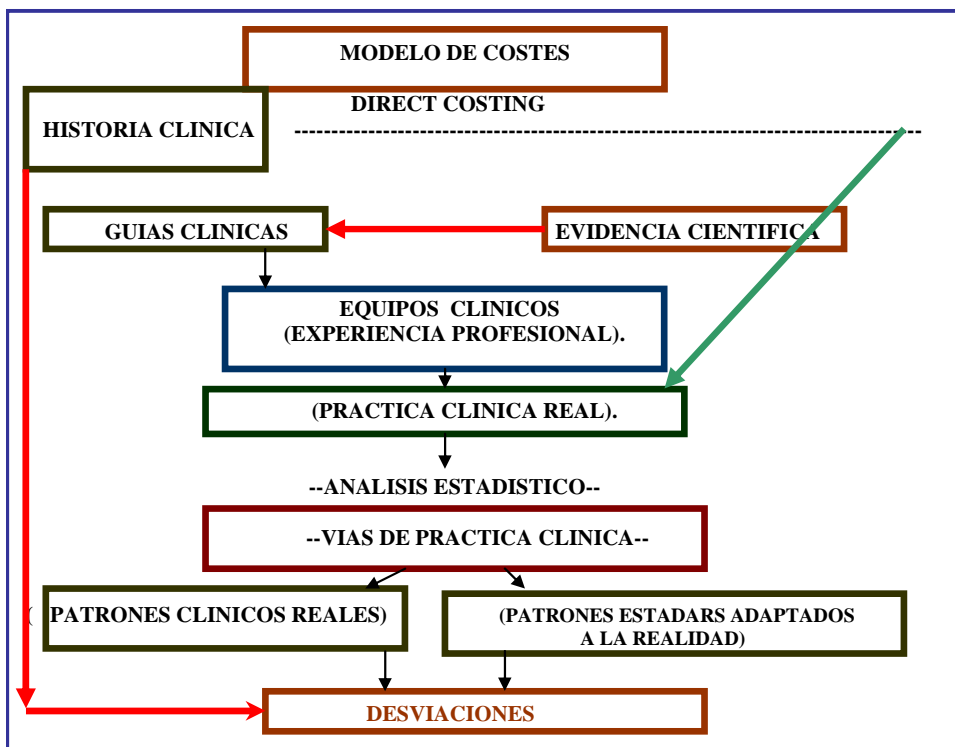 MODELO DE COSTES
DIRECT COSTING
HISTORIA CLINICA
GUIAS CLINICAS
EVIDENCIA CIENTIFICA
EQUIPOS CLINICOS
(EXPERIENCIA PROFESIONAL).
(PRACTICA CLINICA REAL).
--ANALISIS ESTADISTICO--
--VIAS DE PRACTICA CLINICA--
( PATRONES CLINICOS REALES)
(PATRONES ESTADARS ADAPTADOS
A LA REALIDAD)
DESVIACIONES